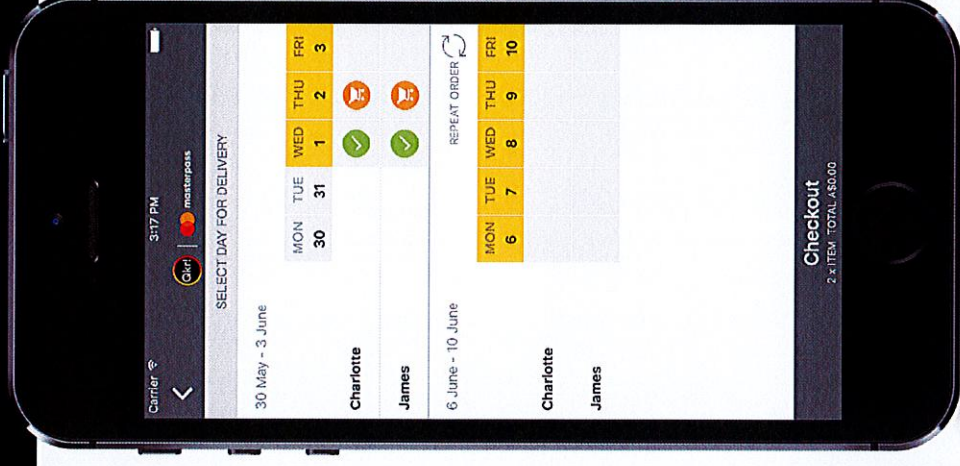 Carrier 3:17 PM
Qkr! masterpass
SELECT DAY FOR DELIVERY
30 May - 3 June
MON TUE WED THU FRI
30 31 1 2 3
Charlotte
James
6 June - 10 June REPEAT ORDER
MON TUE WED THU FRI
6 7 8 9 10
Charlotte
James
Checkout
2 x ITEM TOTAL A$0.00